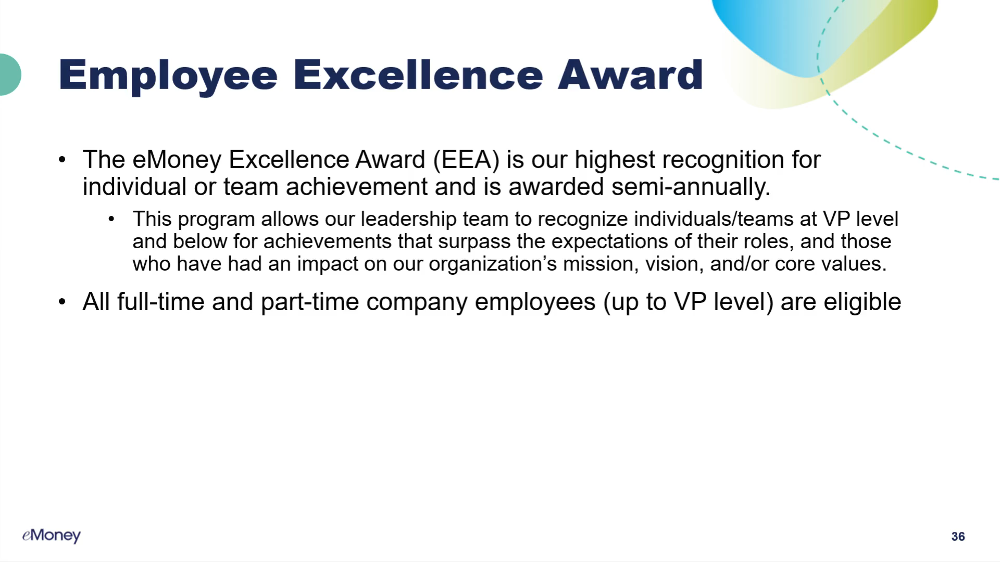 Employee Excellence Award
• The eMoney Excellence Award (EEA) is our highest recognition for
individual or team achievement and is awarded semi-annually.
• This program allows our leadership team to recognize individuals/teams at VP level
and below for achievements that surpass the expectations of their roles, and those
who have had an impact on our organization’s mission, vision, and/or core values.
• All full-time and part-time company employees (up to VP level) are eligible
eMoney
36